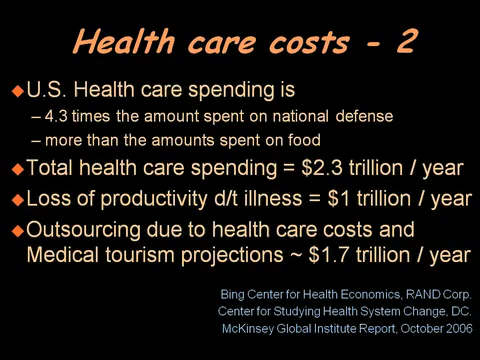 Health care costs - 2
◆U.S. Health care spending is
– 4.3 times the amount spent on national defense
– more than the amounts spent on food
◆Total health care spending = $2.3 trillion / year
◆Loss of productivity d/t illness = $1 trillion / year
◆Outsourcing due to health care costs and
Medical tourism projections ~ $1.7 trillion / year
Bing Center for Health Economics, RAND Corp.
Center for Studying Health System Change, DC.
McKinsey Global Institute Report, October 2006